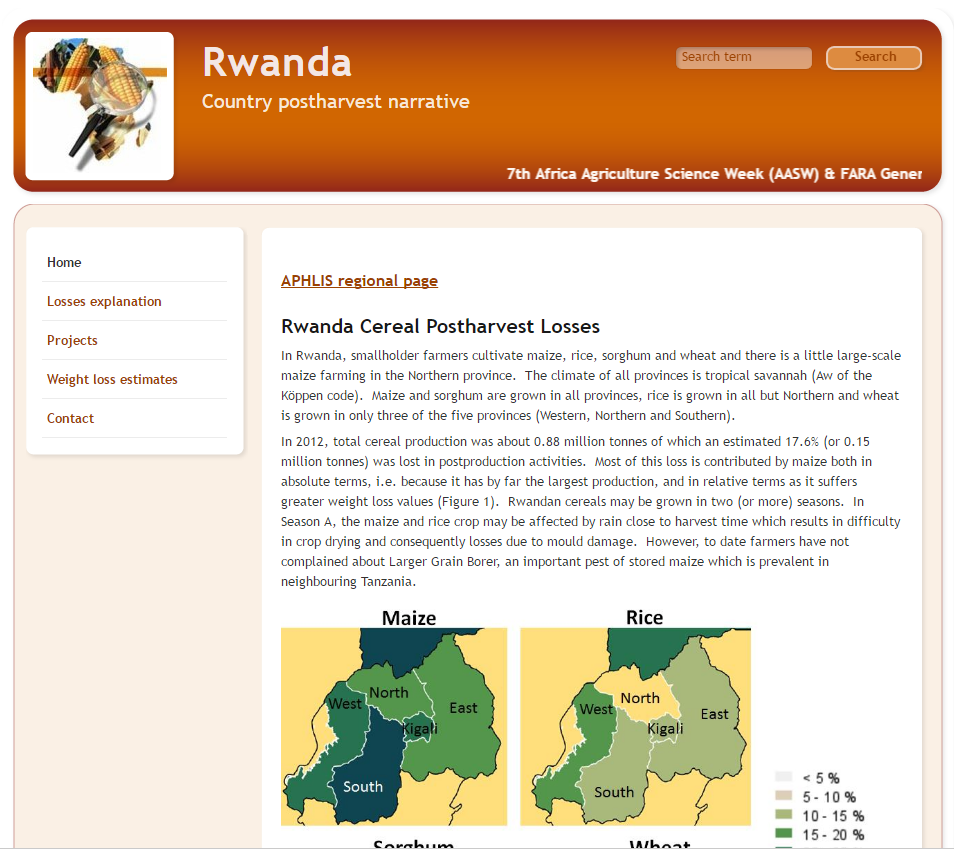 Rwanda
Search term
Search
Country postharvest narrative
7th Africa Agriculture Science Week (AASW) & FARA Gener
Home
Losses explanation
Projects
Weight loss estimates
Contact
APHLIS regional page
Rwanda Cereal Postharvest Losses
In Rwanda, smallholder farmers cultivate maize, rice, sorghum and wheat and there is a little large-scale
maize farming in the Northern province.  The climate of all provinces is tropical savannah (Aw of the
Köppen code).  Maize and sorghum are grown in all provinces, rice is grown in all but Northern and wheat
is grown in only three of the five provinces (Western, Northern and Southern).
In 2012, total cereal production was about 0.88 million tonnes of which an estimated 17.6% (or 0.15
million tonnes) was lost in postproduction activities.  Most of this loss is contributed by maize both in
absolute terms, i.e. because it has by far the largest production, and in relative terms as it suffers
greater weight loss values (Figure 1).  Rwandan cereals may be grown in two (or more) seasons.  In
Season A, the maize and rice crop may be affected by rain close to harvest time which results in difficulty
in crop drying and consequently losses due to mould damage.  However, to date farmers have not
complained about Larger Grain Borer, an important pest of stored maize which is prevalent in
neighbouring Tanzania.
Maize
North
West
East
Kigali
South
Rice
North
West
East
Kigali
South
< 5 %
5 - 10 %
10 - 15 %
15 - 20 %
Sorghum
Wheat